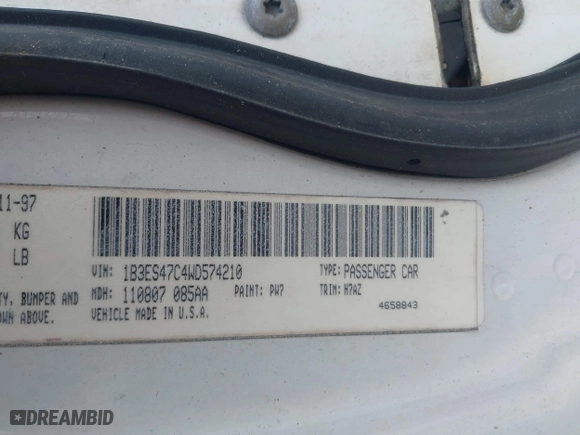 11-97
KG
LB
VIN: 1B3ES47C4WD574210 TYPE: PASSENGER CAR
MDH: 110807 085AA PAINT: PW7 TRIM: H7AZ
TY, BUMPER AND
OWN ABOVE. VEHICLE MADE IN U.S.A. 4658843
DREAMBID